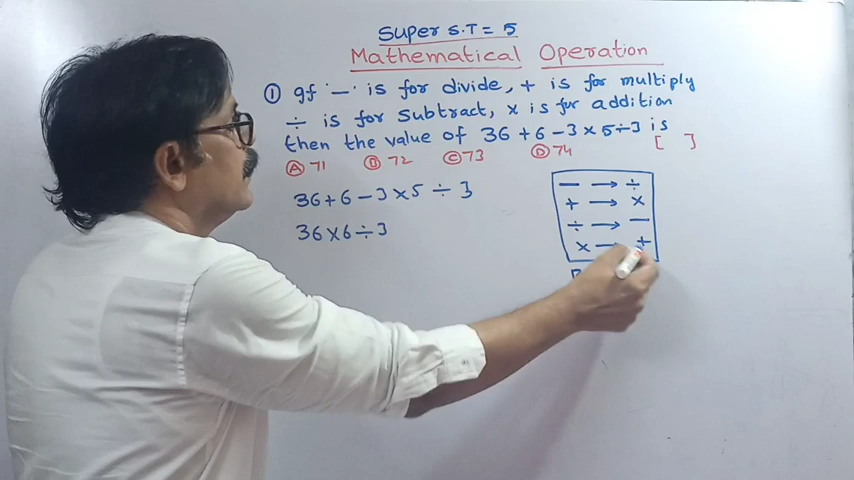 Super S.T = 5
Mathematical Operation
① If '—' is for divide, + is for multiply
÷ is for Subtract, x is for addition
then the value of 36 + 6 - 3 × 5 ÷ 3 is
[ ]
Ⓐ 71 Ⓑ 72 Ⓒ 73 Ⓓ 74
36 + 6 - 3 × 5 ÷ 3
36 × 6 ÷ 3
— → ÷
+ → ×
÷ → —
× → +